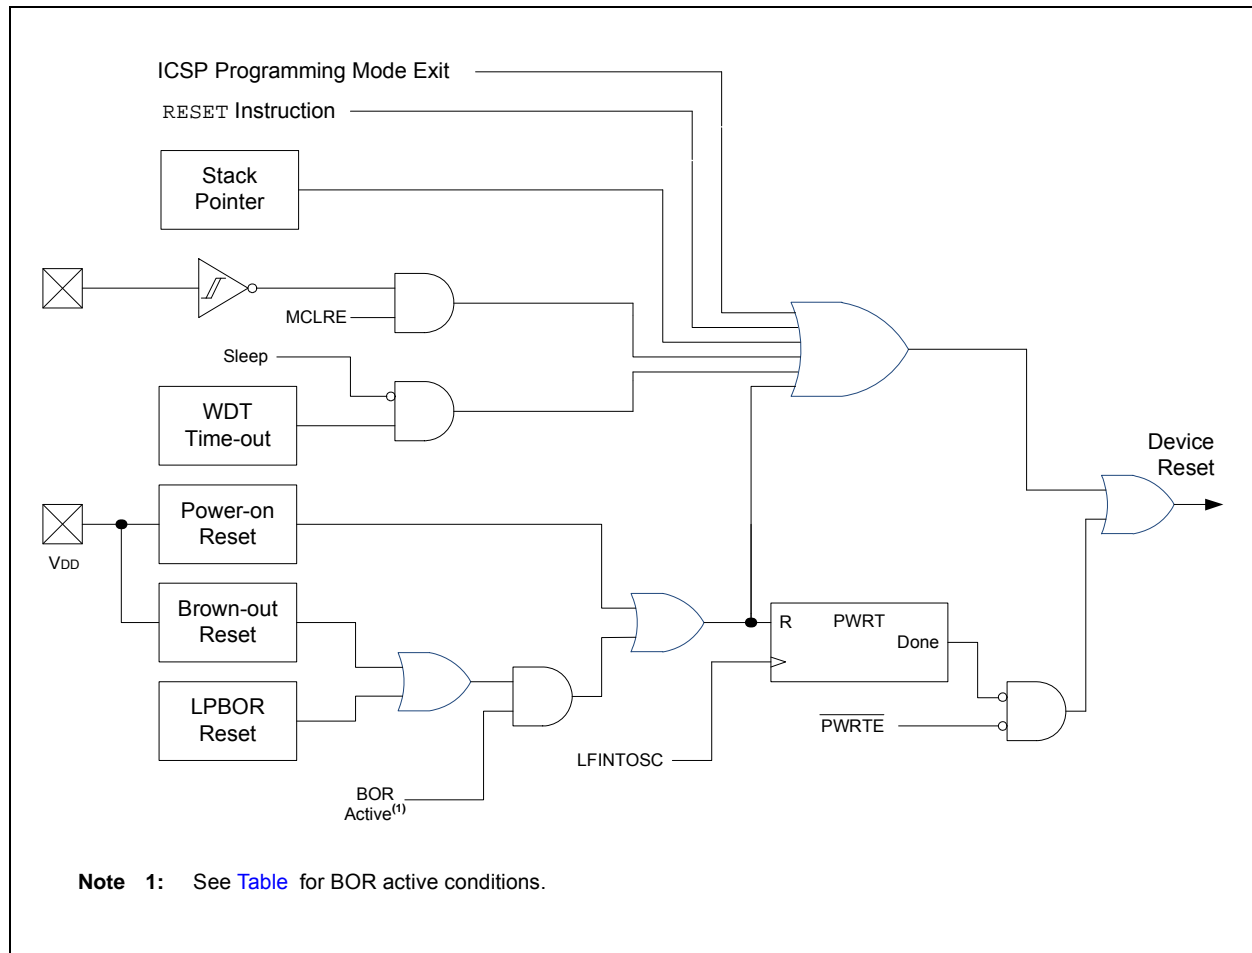 ICSP Programming Mode Exit
RESET Instruction
Stack
Pointer
MCLRE
Sleep
WDT
Time-out
Device
Reset
Power-on
Reset
VDD
Brown-out
Reset
R PWRT
Done
LPBOR
Reset
PWRTE
LFINTOSC
BOR
Active(1)
Note 1: See Table for BOR active conditions.